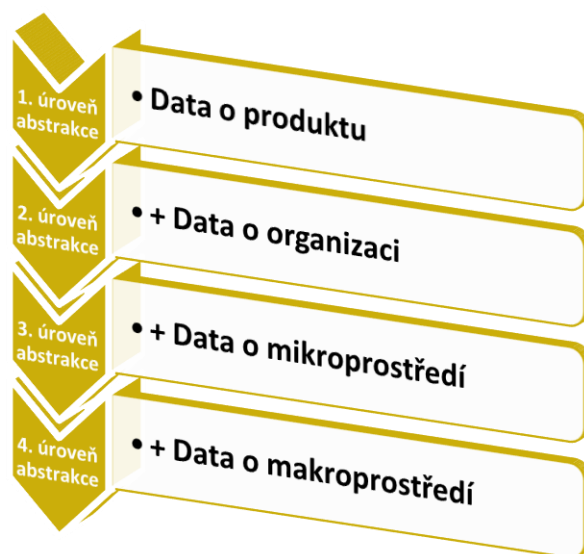 1. úroveň
abstrakce
• Data o produktu
2. úroveň
abstrakce
• + Data o organizaci
3. úroveň
abstrakce
• + Data o mikroprostředí
4. úroveň
abstrakce
• + Data o makroprostředí